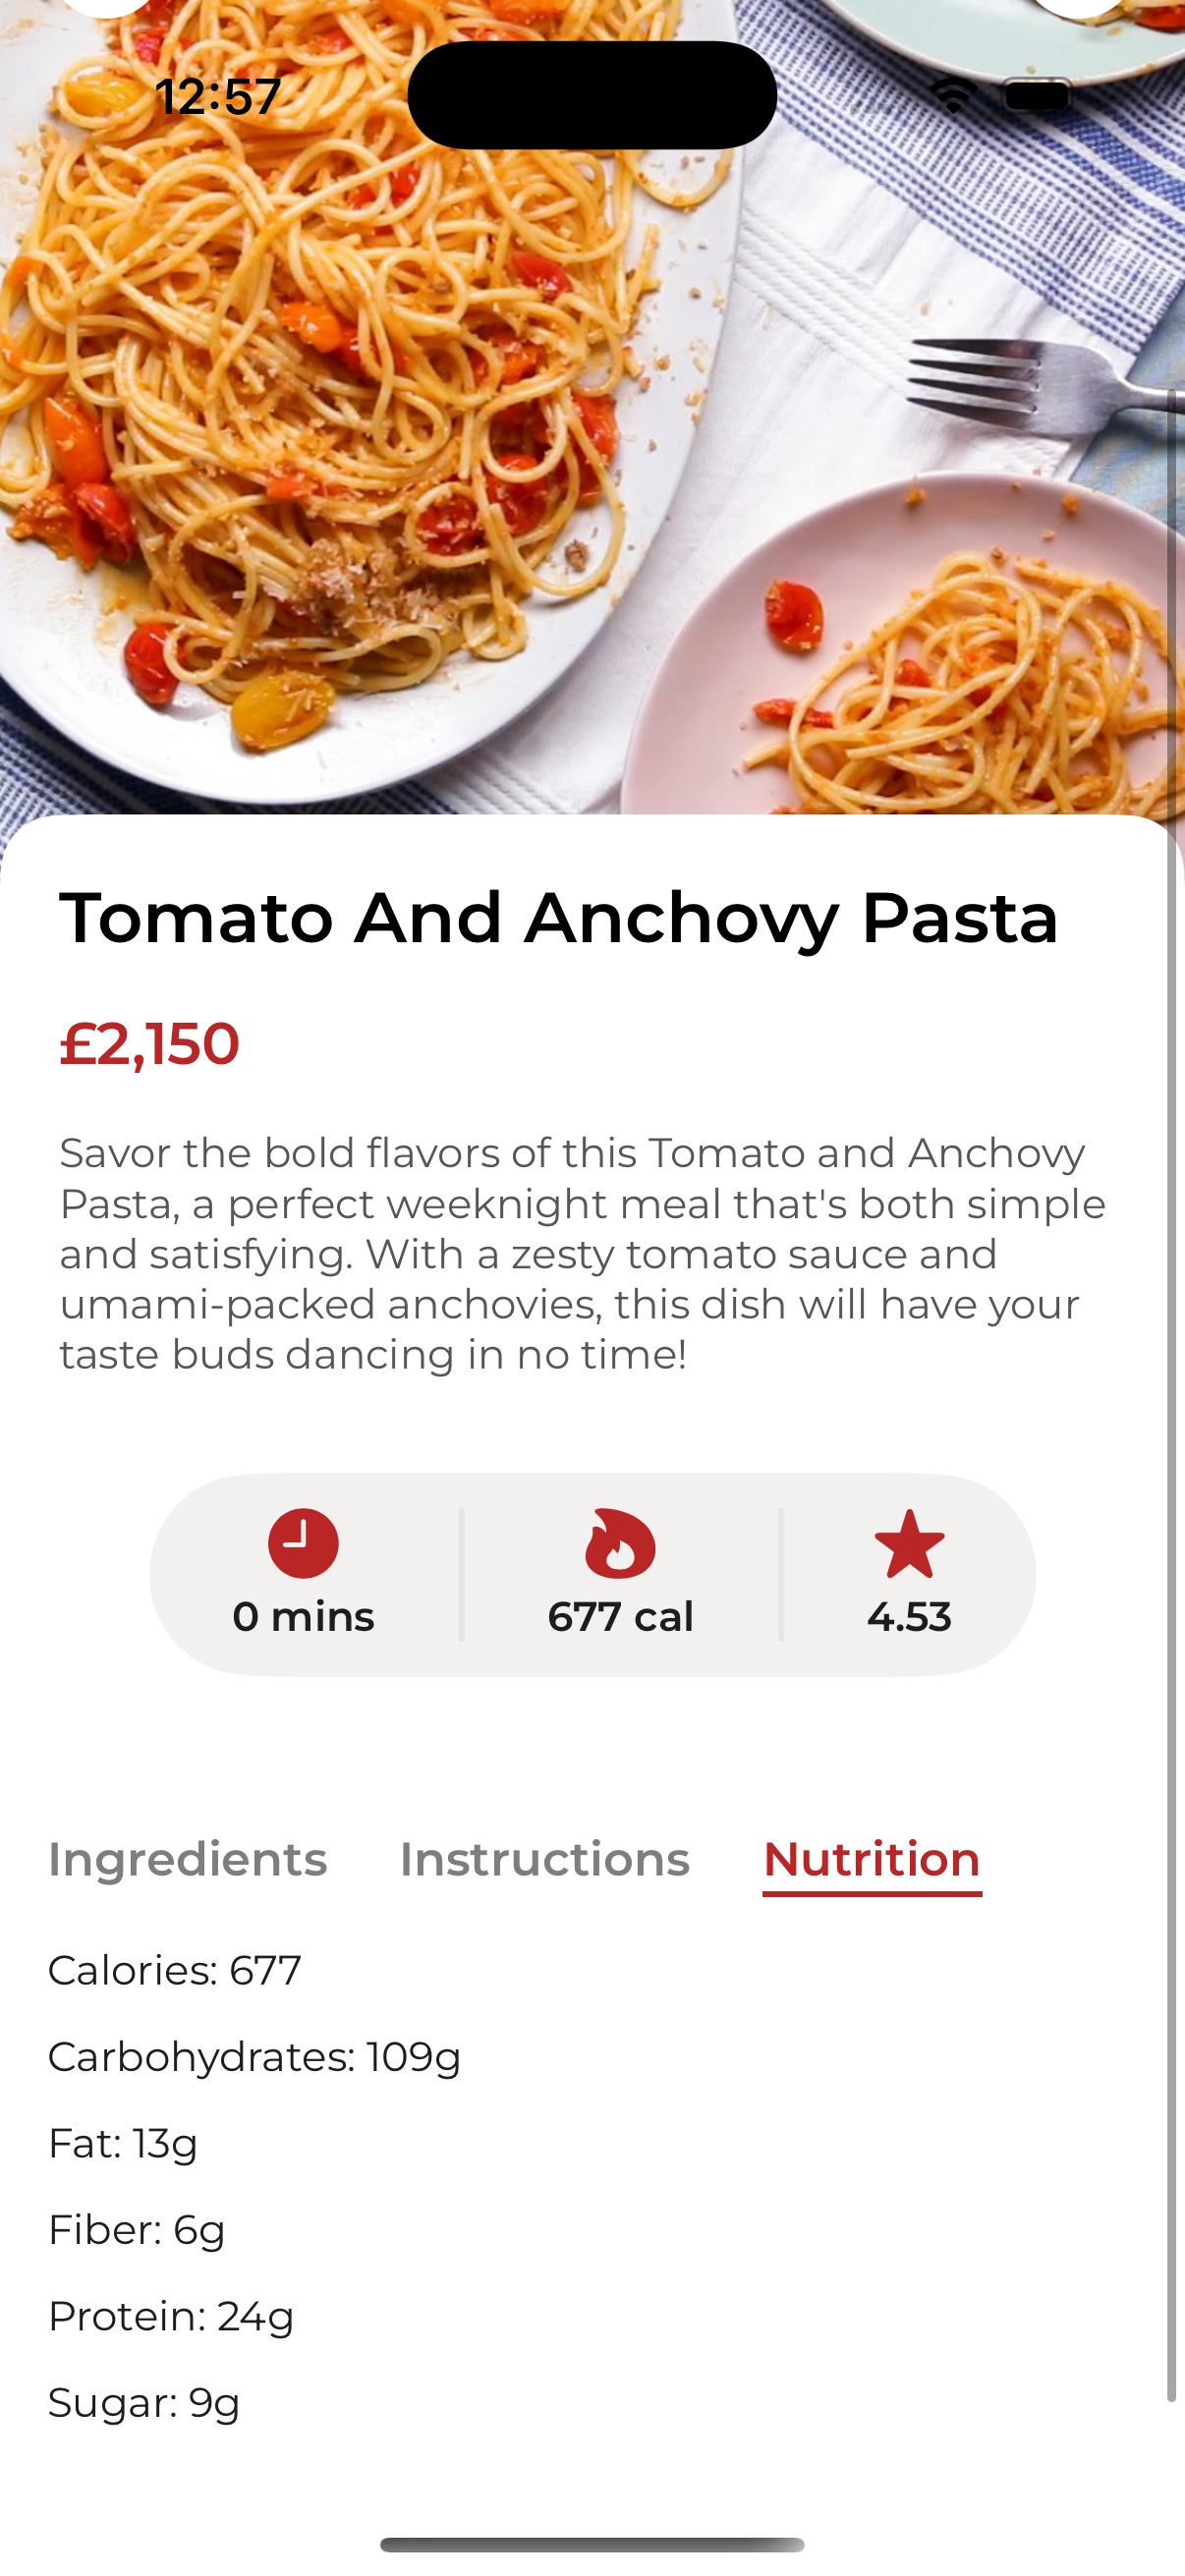 12:57
Tomato And Anchovy Pasta
£2,150
Savor the bold flavors of this Tomato and Anchovy
Pasta, a perfect weeknight meal that's both simple
and satisfying. With a zesty tomato sauce and
umami-packed anchovies, this dish will have your
taste buds dancing in no time!
0 mins 677 cal 4.53
Ingredients Instructions Nutrition
Calories: 677
Carbohydrates: 109g
Fat: 13g
Fiber: 6g
Protein: 24g
Sugar: 9g